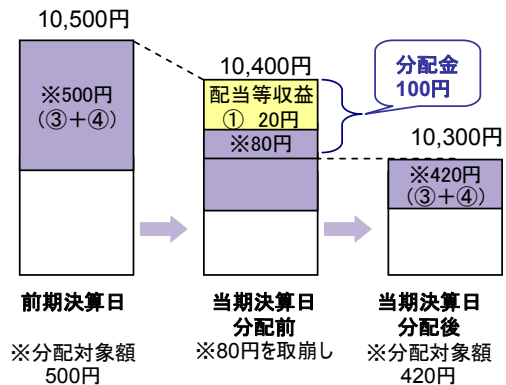 10,500円
※500円
(③+④)
前期決算日
※分配対象額
500円
10,400円
配当等収益
① 20円
※80円
当期決算日
分配前
※80円を取崩し
分配金
100円
10,300円
※420円
(③+④)
当期決算日
分配後
※分配対象額
420円